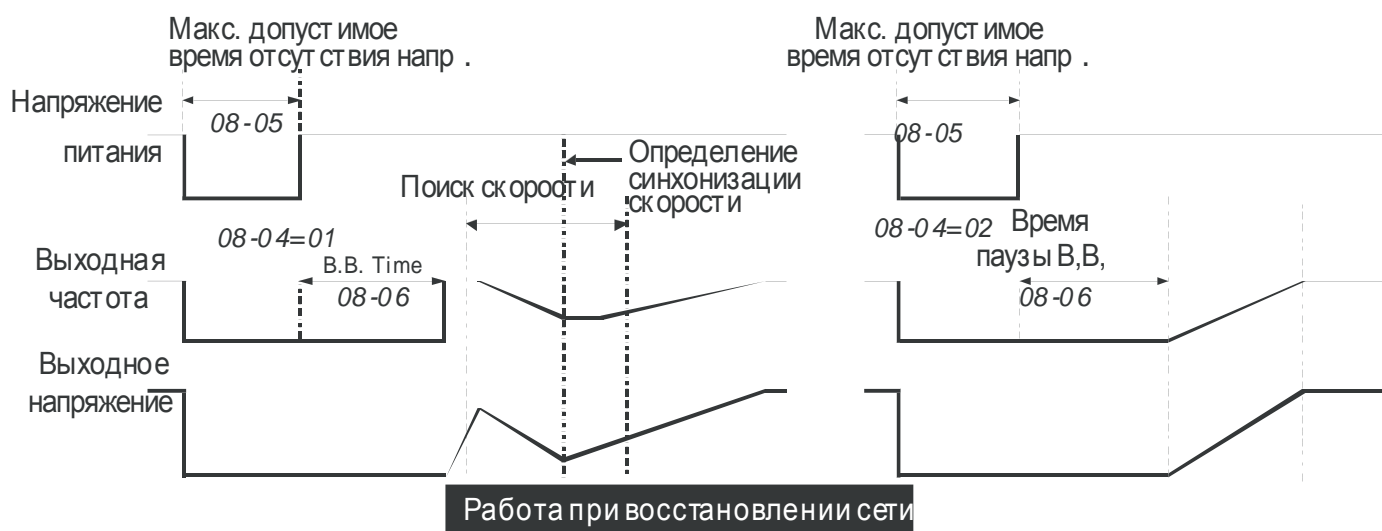 Макс. допустимое
время отсутствия напр .
Макс. допустимое
время отсутствия напр .
Напряжение
питания
08-05
08-05
Определение
синхонизации
скорости
Поиск скорости
08-04=01
B.B. Time
08-06
08-04=02
Время
паузы B,B,
08-06
Выходная
частота
Выходное
напряжение
Работа при восстановлении сети